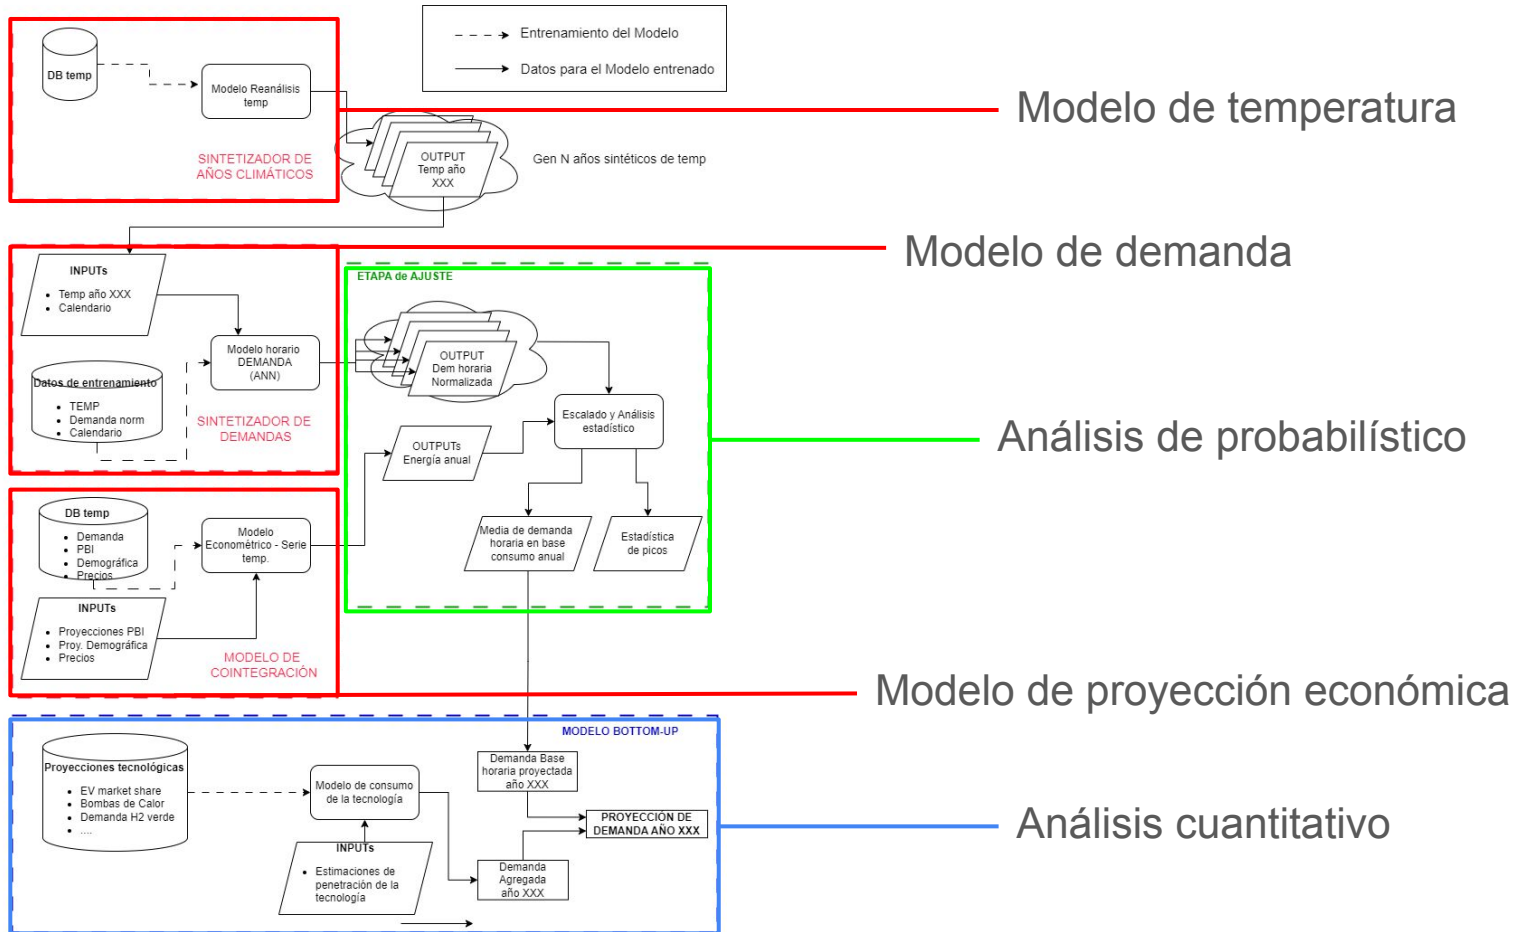 Entrenamiento del Modelo
Datos para el Modelo entrenado
DB temp
Modelo Reanálisis
temp
SINTETIZADOR DE
AÑOS CLIMÁTICOS
OUTPUT
Temp año
XXX
Gen N años sintéticos de temp
Modelo de temperatura
INPUTs
Temp año XXX
Calendario
Modelo horario
DEMANDA
(ANN)
Datos de entrenamiento
TEMP
Demanda norm
Calendario
SINTETIZADOR DE
DEMANDAS
Modelo de demanda
ETAPA de AJUSTE
OUTPUT
Dem horaria
Normalizada
Escalado y Análisis
estadístico
OUTPUTs
Energía anual
Media de demanda
horaria en base
consumo anual
Estadística
de picos
Análisis de probabilístico
DB temp
Demanda
PBI
Demográfica
Precios
Modelo
Econométrico - Serie
temp.
INPUTs
Proyecciones PBI
Proy. Demográfica
Precios
MODELO DE
COINTEGRACIÓN
Modelo de proyección económica
MODELO BOTTOM-UP
Proyecciones tecnológicas
EV market share
Bombas de Calor
Demanda H2 verde
....
Modelo de consumo
de la tecnología
INPUTs
Estimaciones de
penetración de la
tecnología
Demanda Base
horaria proyectada
año XXX
PROYECCIÓN DE
DEMANDA AÑO XXX
Demanda
Agregada
año XXX
Análisis cuantitativo